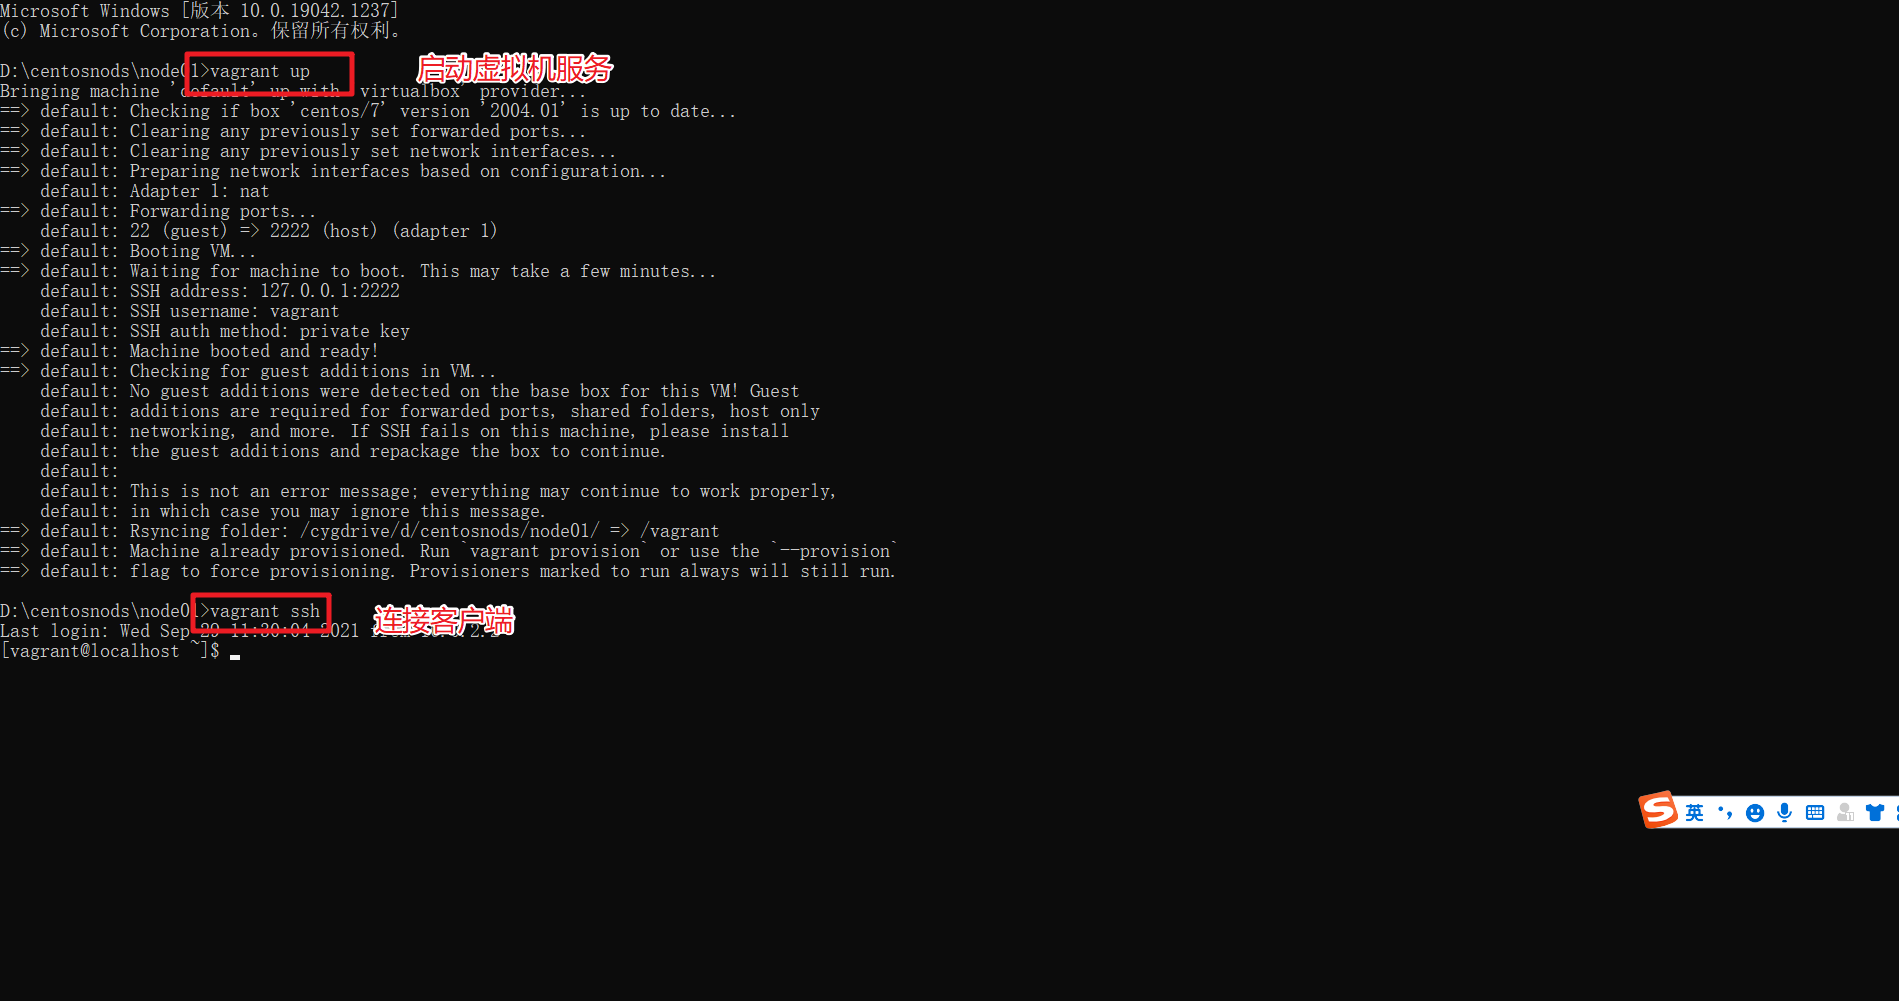 Microsoft Windows [版本 10.0.19042.1237]
(c) Microsoft Corporation。保留所有权利。
D:\centosnods\node01>vagrant up
启动虚拟机服务
Bringing machine 'default' up with 'virtualbox' provider...
==> default: Checking if box 'centos/7' version '2004.01' is up to date...
==> default: Clearing any previously set forwarded ports...
==> default: Clearing any previously set network interfaces...
==> default: Preparing network interfaces based on configuration...
default: Adapter 1: nat
==> default: Forwarding ports...
default: 22 (guest) => 2222 (host) (adapter 1)
==> default: Booting VM...
==> default: Waiting for machine to boot. This may take a few minutes...
default: SSH address: 127.0.0.1:2222
default: SSH username: vagrant
default: SSH auth method: private key
==> default: Machine booted and ready!
==> default: Checking for guest additions in VM...
default: No guest additions were detected on the base box for this VM! Guest
default: additions are required for forwarded ports, shared folders, host only
default: networking, and more. If SSH fails on this machine, please install
default: the guest additions and repackage the box to continue.
default:
default: This is not an error message; everything may continue to work properly,
default: in which case you may ignore this message.
==> default: Rsyncing folder: /cygdrive/d/centosnods/node01/ => /vagrant
==> default: Machine already provisioned. Run `vagrant provision` or use the `--provision`
==> default: flag to force provisioning. Provisioners marked to run always will still run.
D:\centosnods\node01>vagrant ssh
连接客户端
Last login: Wed Sep 29 11:30:04 2021
[vagrant@localhost ~]$
S 英